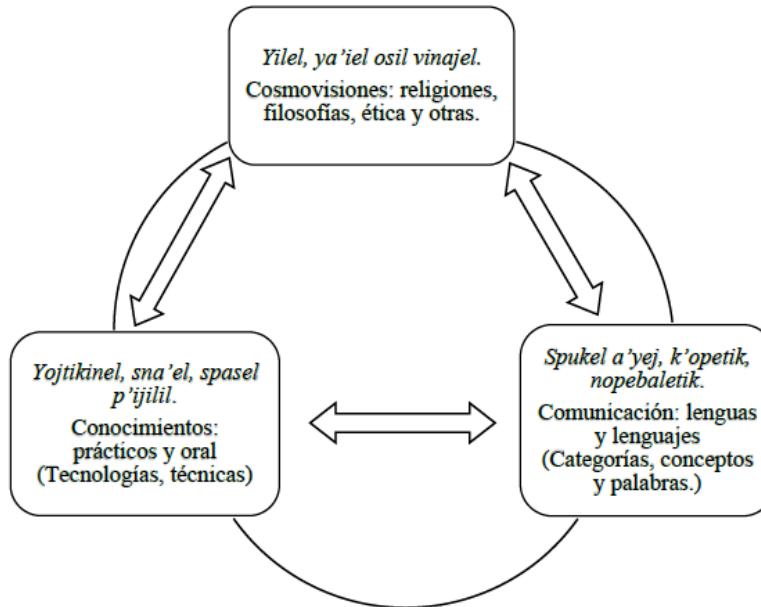 Yilel, ya’iel osil vinajel.
Cosmovisiones: religiones,
filosofías, ética y otras.
Yojtikinel, sna’el, spasel
p’ijilil.
Conocimientos:
prácticos y oral
(Tecnologías, técnicas)
Spukel a’yej, k’opetik,
nopebaletik.
Comunicación: lenguas
y lenguajes
(Categorías, conceptos
y palabras.)